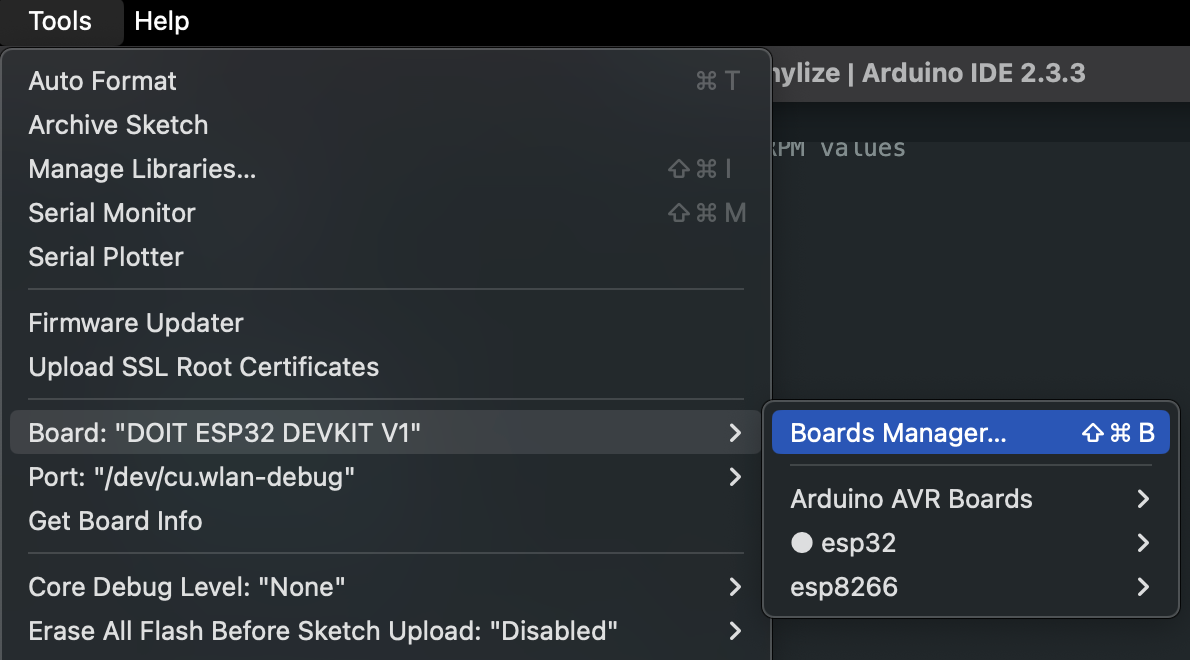 Tools Help
nylize | Arduino IDE 2.3.3
Auto Format ⌘ T
RPM values
Archive Sketch
Manage Libraries... ⇧ ⌘ I
Serial Monitor ⇧ ⌘ M
Serial Plotter
Firmware Updater
Upload SSL Root Certificates
Board: "DOIT ESP32 DEVKIT V1"
Port: "/dev/cu.wlan-debug"
Get Board Info
Core Debug Level: "None"
Erase All Flash Before Sketch Upload: "Disabled"
Boards Manager... ⇧ ⌘ B
Arduino AVR Boards
esp32
esp8266